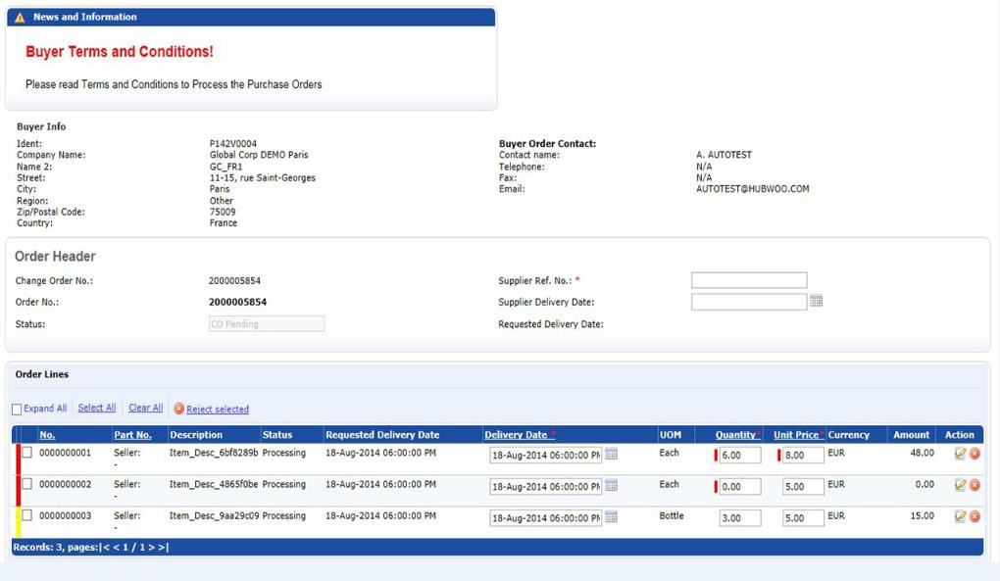 News and Information
Buyer Terms and Conditions!
Please read Terms and Conditions to Process the Purchase Orders
Buyer Info
Ident: P142V0004 Buyer Order Contact:
Company Name: Global Corp DEMO Paris Contact name: A. AUTOTEST
Name 2: GC_FR1 Telephone: N/A
Street: 11-15, rue Saint-Georges Fax: N/A
City: Paris Email: AUTOTEST@HUBWOO.COM
Region: Other
Zip/Postal Code: 75009
Country: France
Order Header
Change Order No.: 2000005854 Supplier Ref. No.: *
Order No.: 2000005854 Supplier Delivery Date:
Status: CO Pending Requested Delivery Date:
Order Lines
Expand All Select All Clear All Reject selected
No. Part No. Description Status Requested Delivery Date Delivery Date * UOM Quantity* Unit Price* Currency Amount Action
0000000001 Seller: Item_Desc_6bf8289b Processing 18-Aug-2014 06:00:00 PM 18-Aug-2014 06:00:00 PM Each 6.00 8.00 EUR 48.00
-
0000000002 Seller: Item_Desc_4865f0be Processing 18-Aug-2014 06:00:00 PM 18-Aug-2014 06:00:00 PM Each 0.00 5.00 EUR 0.00
-
0000000003 Seller: Item_Desc_9aa29c09 Processing 18-Aug-2014 06:00:00 PM 18-Aug-2014 06:00:00 PM Bottle 3.00 5.00 EUR 15.00
-
Records: 3, pages:|< < 1 / 1 > >|